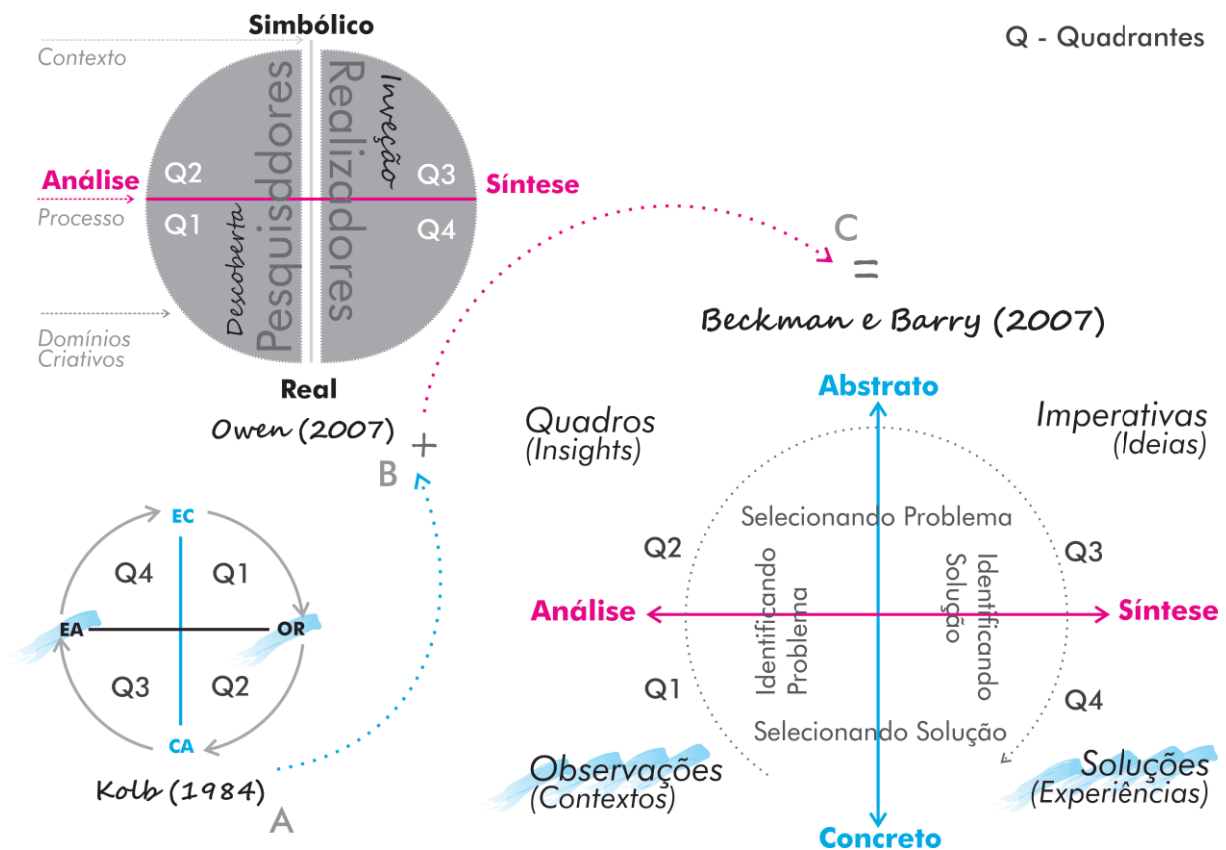 Simbólico
Q - Quadrantes
Contexto
Pesquisadores
Realizadores
Inveção
Q2
Q3
Análise
Síntese
Processo
Q1
Q4
Descoberta
Domínios
Criativos
Real
Owen (2007)
+
B
C
=
Beckman e Barry (2007)
Abstrato
Quadros
(Insights)
Imperativas
(Ideias)
Selecionando Problema
Q2
Q3
Identificando
Problema
Identificando
Solução
Análise
Síntese
Q1
Q4
Selecionando Solução
Observações
(Contextos)
Soluções
(Experiências)
Concreto
EC
Q4
Q1
EA
OR
Q3
Q2
CA
Kolb (1984)
A